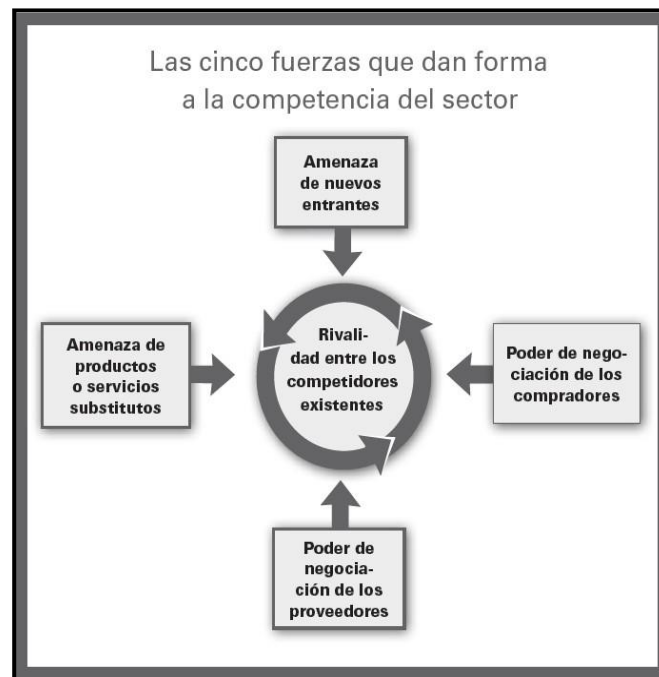 Las cinco fuerzas que dan forma
a la competencia del sector
Amenaza
de nuevos
entrantes
Amenaza de
productos
o servicios
substitutos
Rivali-
dad entre los
competidores
existentes
Poder de nego-
ciación de los
compradores
Poder de
negocia-
ción de los
proveedores